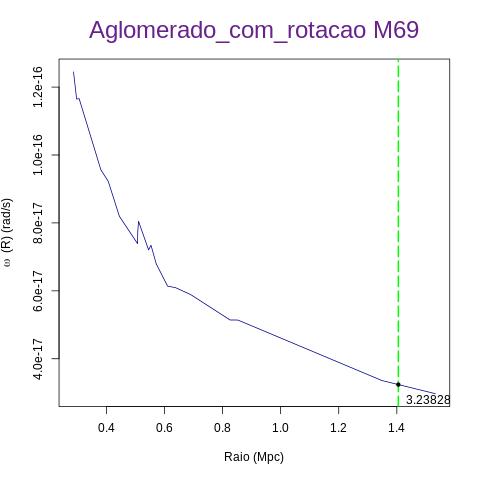 Aglomerado_com_rotacao M69
ω (R) (rad/s)
1.2e-16
1.0e-16
8.0e-17
6.0e-17
4.0e-17
3.23828
0.4 0.6 0.8 1.0 1.2 1.4
Raio (Mpc)